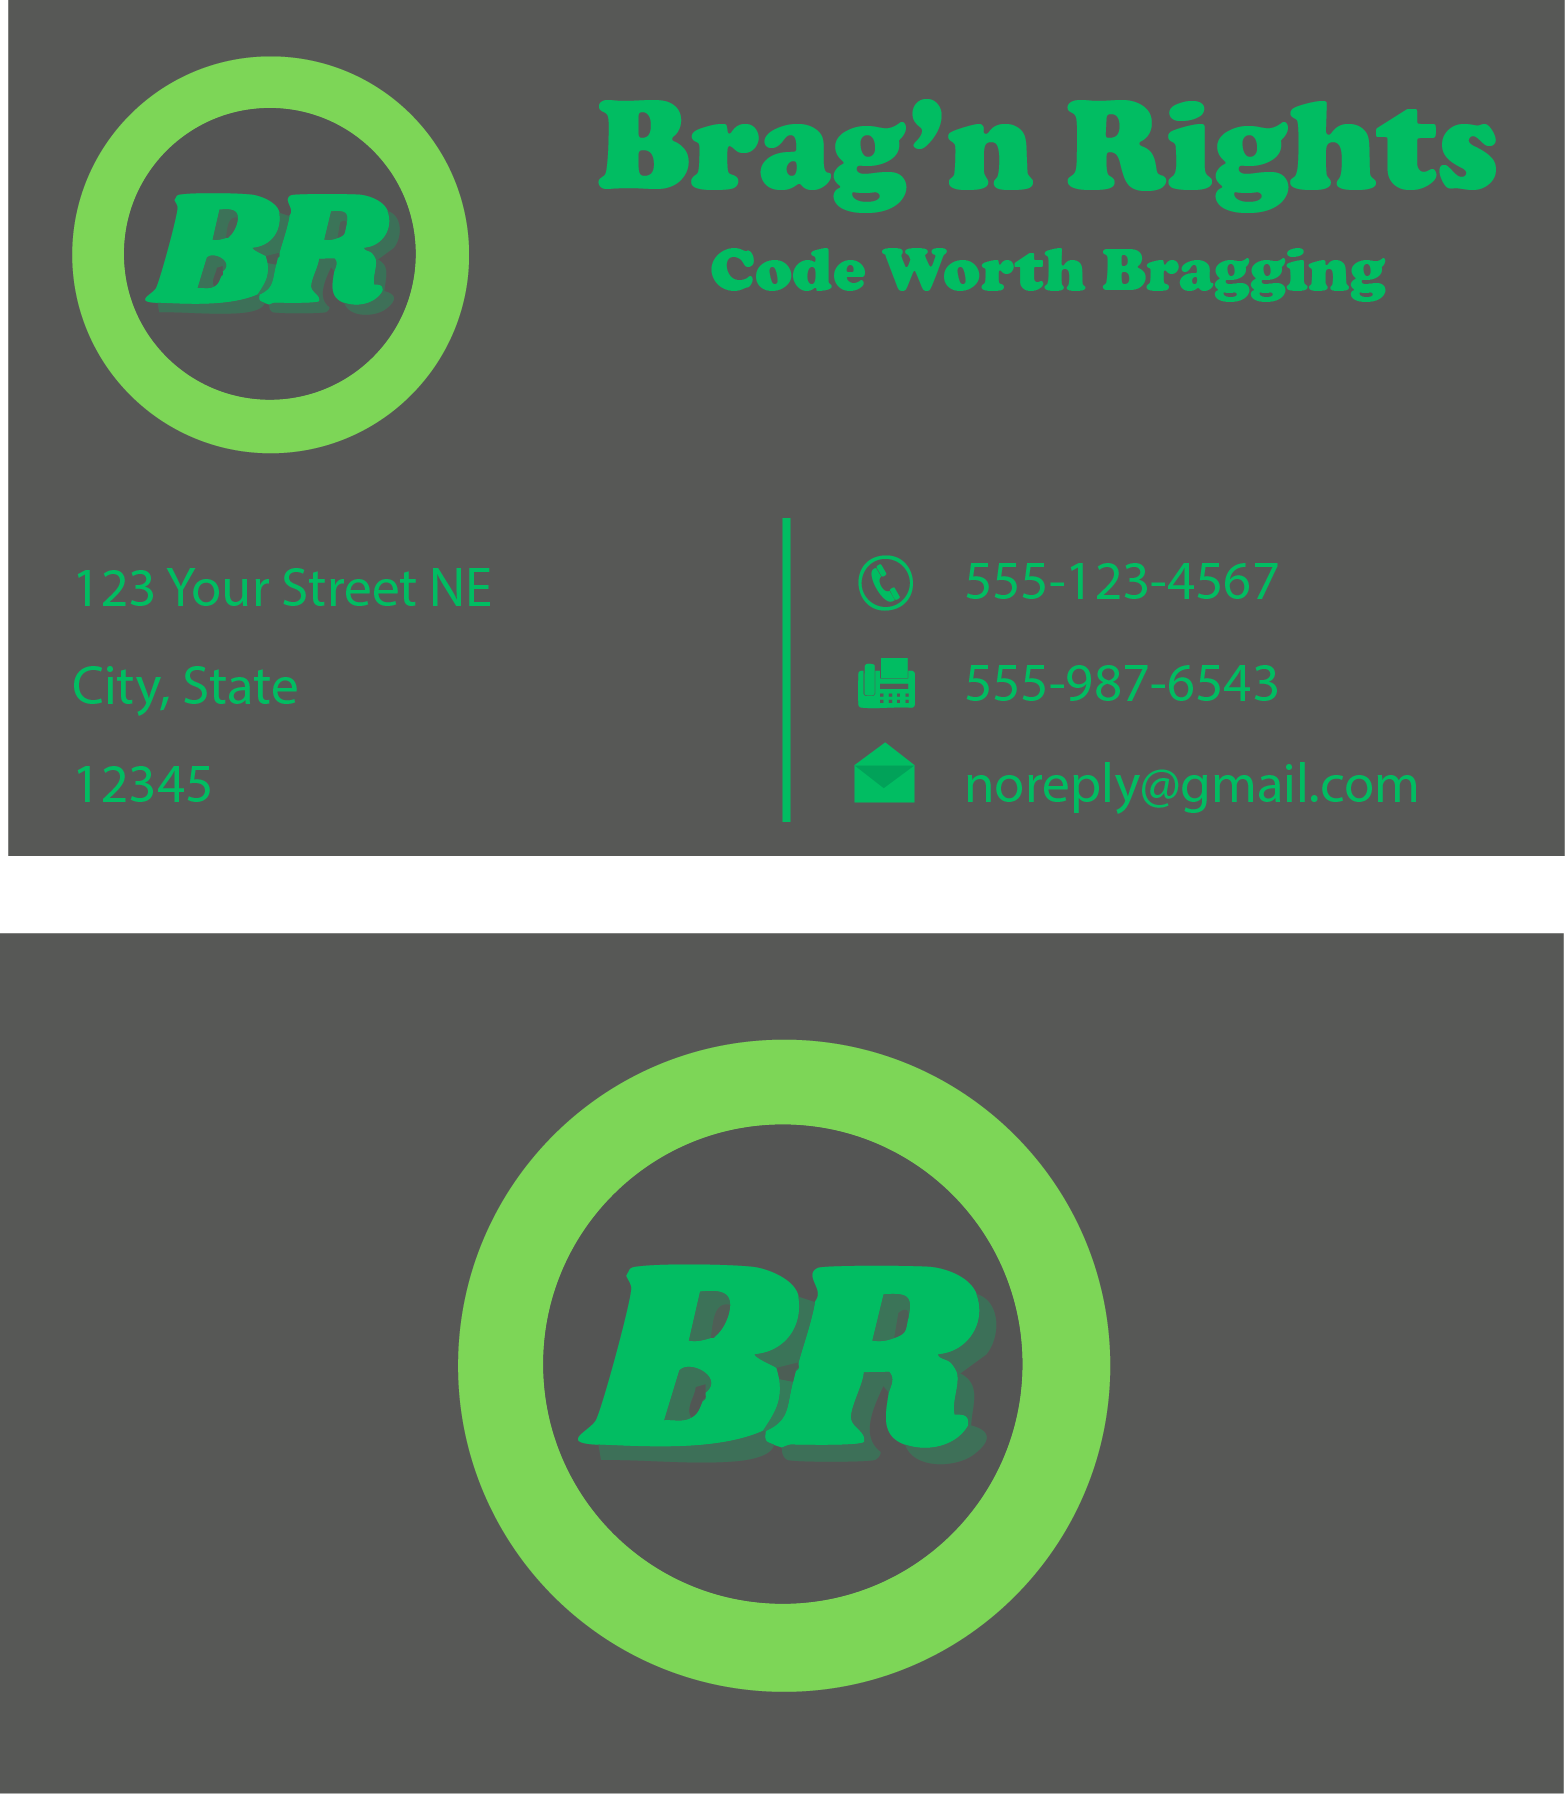 BR
Brag’n Rights
Code Worth Bragging
123 Your Street NE
City, State
12345
555-123-4567
555-987-6543
noreply@gmail.com
BR